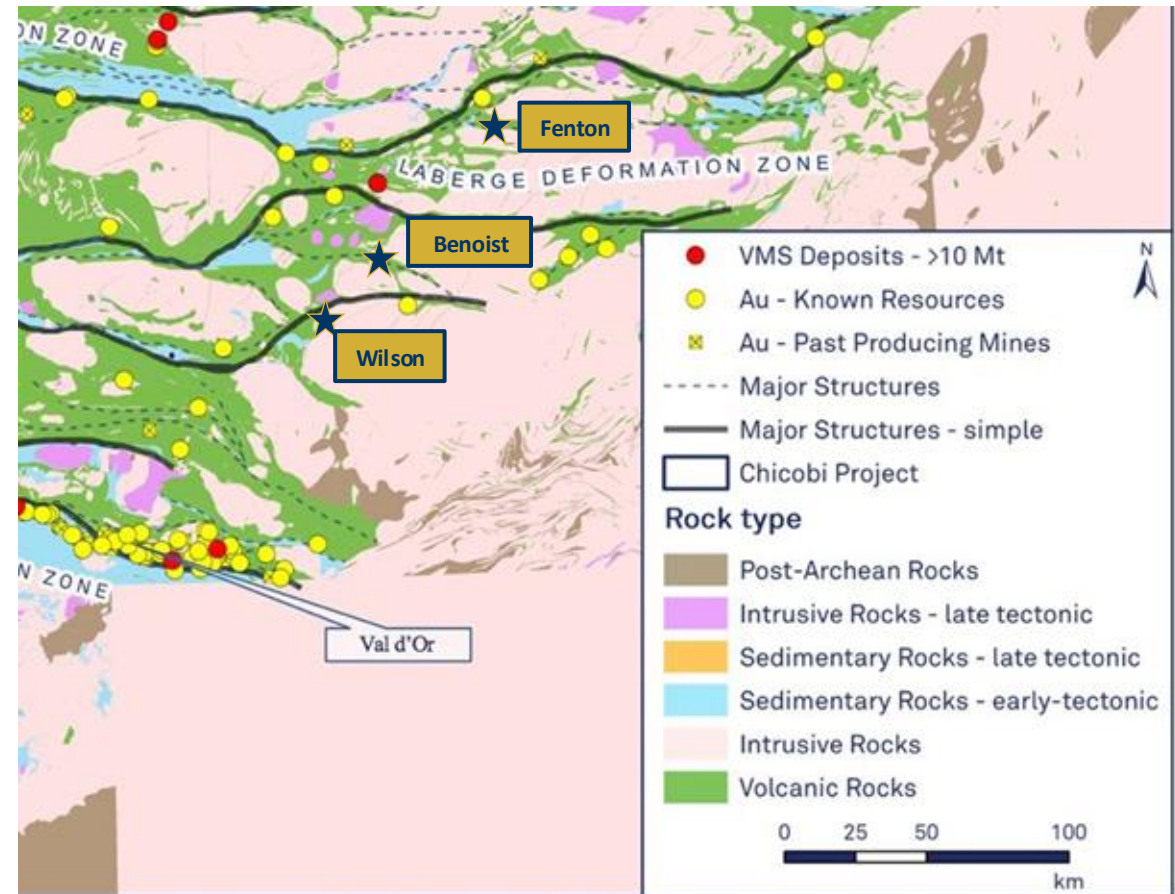 ON ZONE
Fenton
LABERGE DEFORMATION ZONE
Benoist
Wilson
N ZONE
Val d'Or
N
VMS Deposits - >10 Mt
Au - Known Resources
Au - Past Producing Mines
Major Structures
Major Structures - simple
Chicobi Project
Rock type
Post-Archean Rocks
Intrusive Rocks - late tectonic
Sedimentary Rocks - late tectonic
Sedimentary Rocks - early-tectonic
Intrusive Rocks
Volcanic Rocks
0 25 50 100
km